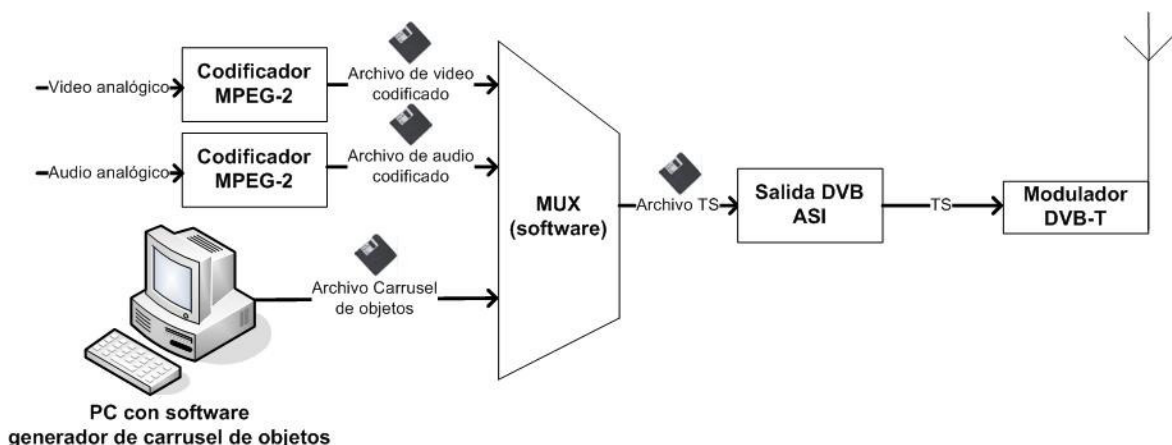 Video analógico
Codificador
MPEG-2
Archivo de video
codificado
Audio analógico
Codificador
MPEG-2
Archivo de audio
codificado
PC con software
generador de carrusel de objetos
Archivo Carrusel
de objetos
MUX
(software)
Archivo TS
Salida DVB
ASI
TS
Modulador
DVB-T